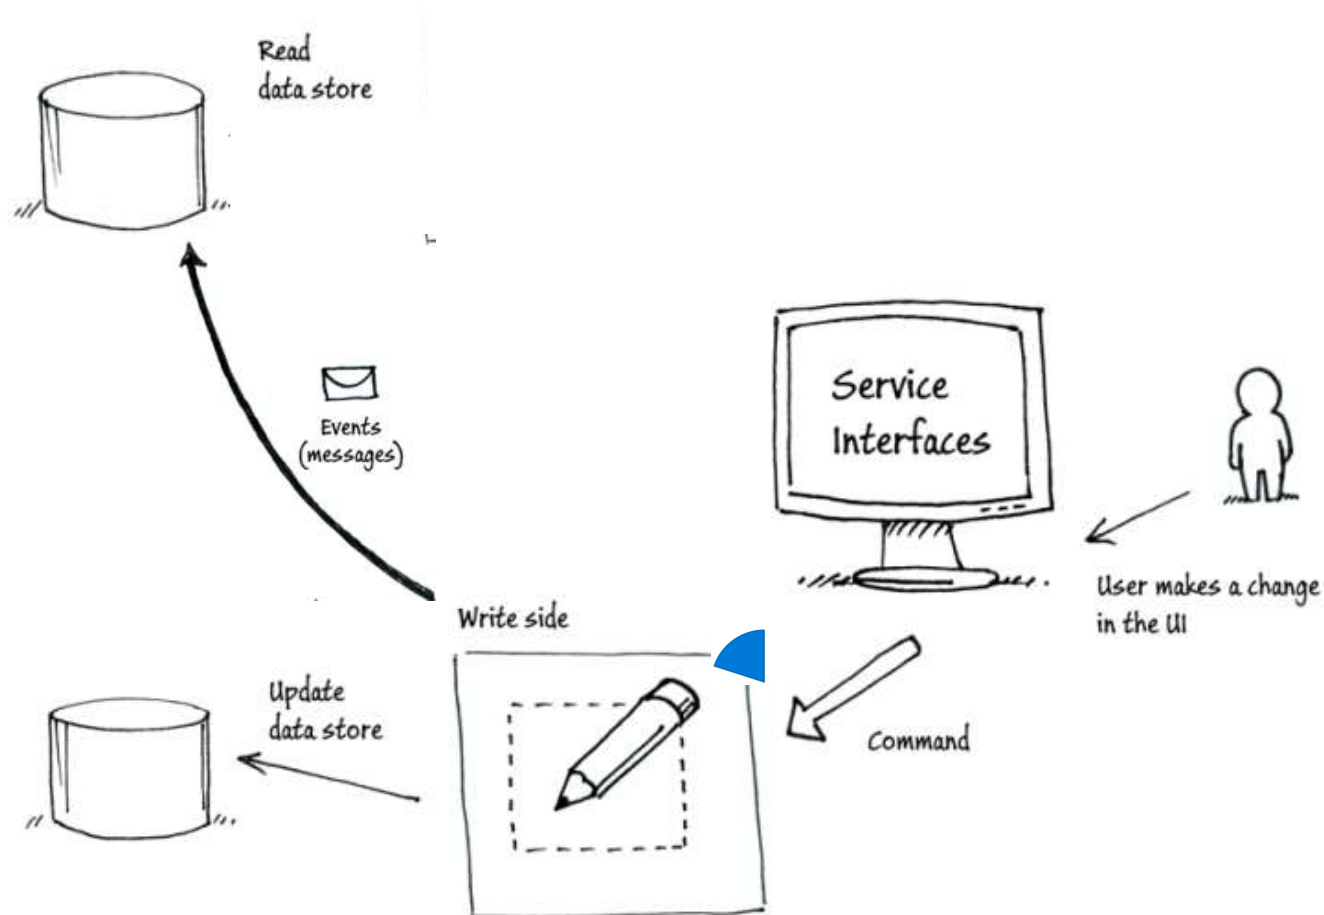 Read
data store
Events
(messages)
Service
Interfaces
User makes a change
in the UI
Write side
Update
data store
Command